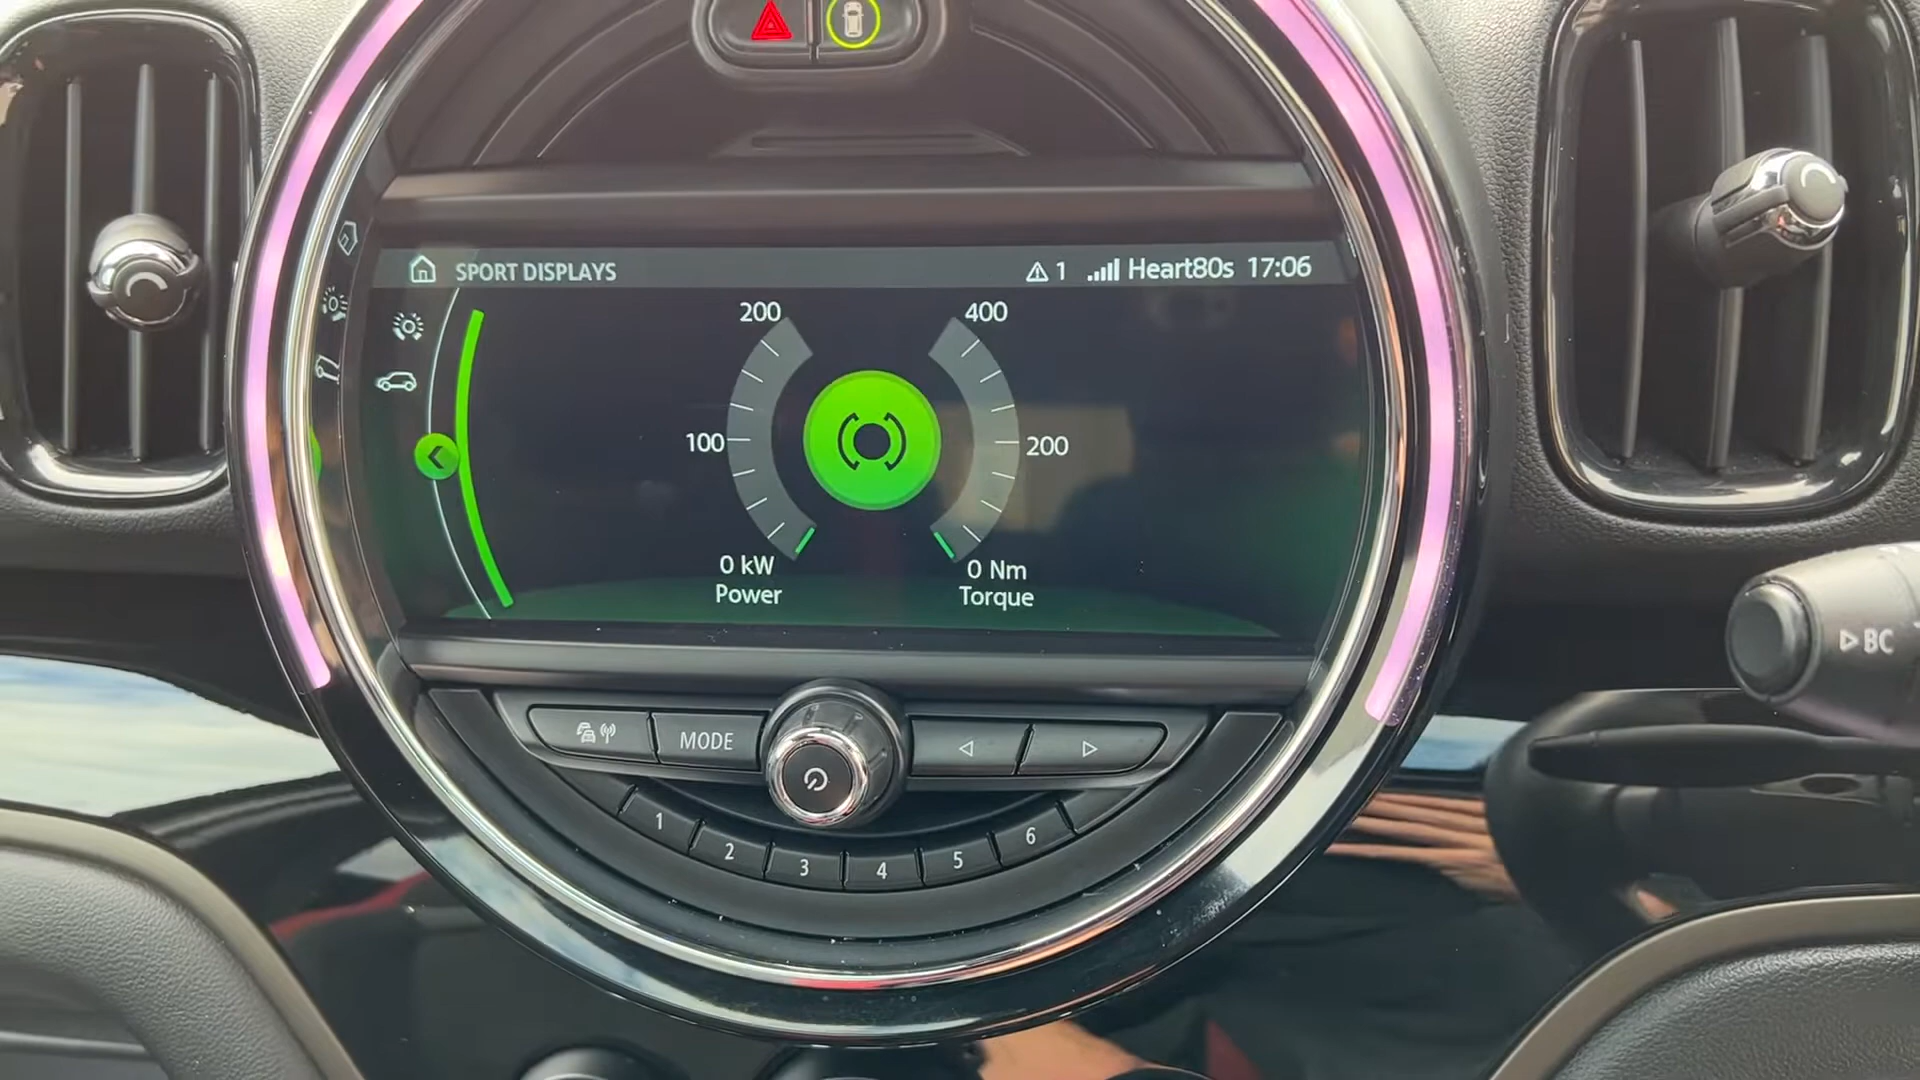 SPORT DISPLAYS
1 Heart80s 17:06
200
400
100
200
0 kW
Power
0 Nm
Torque
MODE
1
2
3
4
5
6
BC